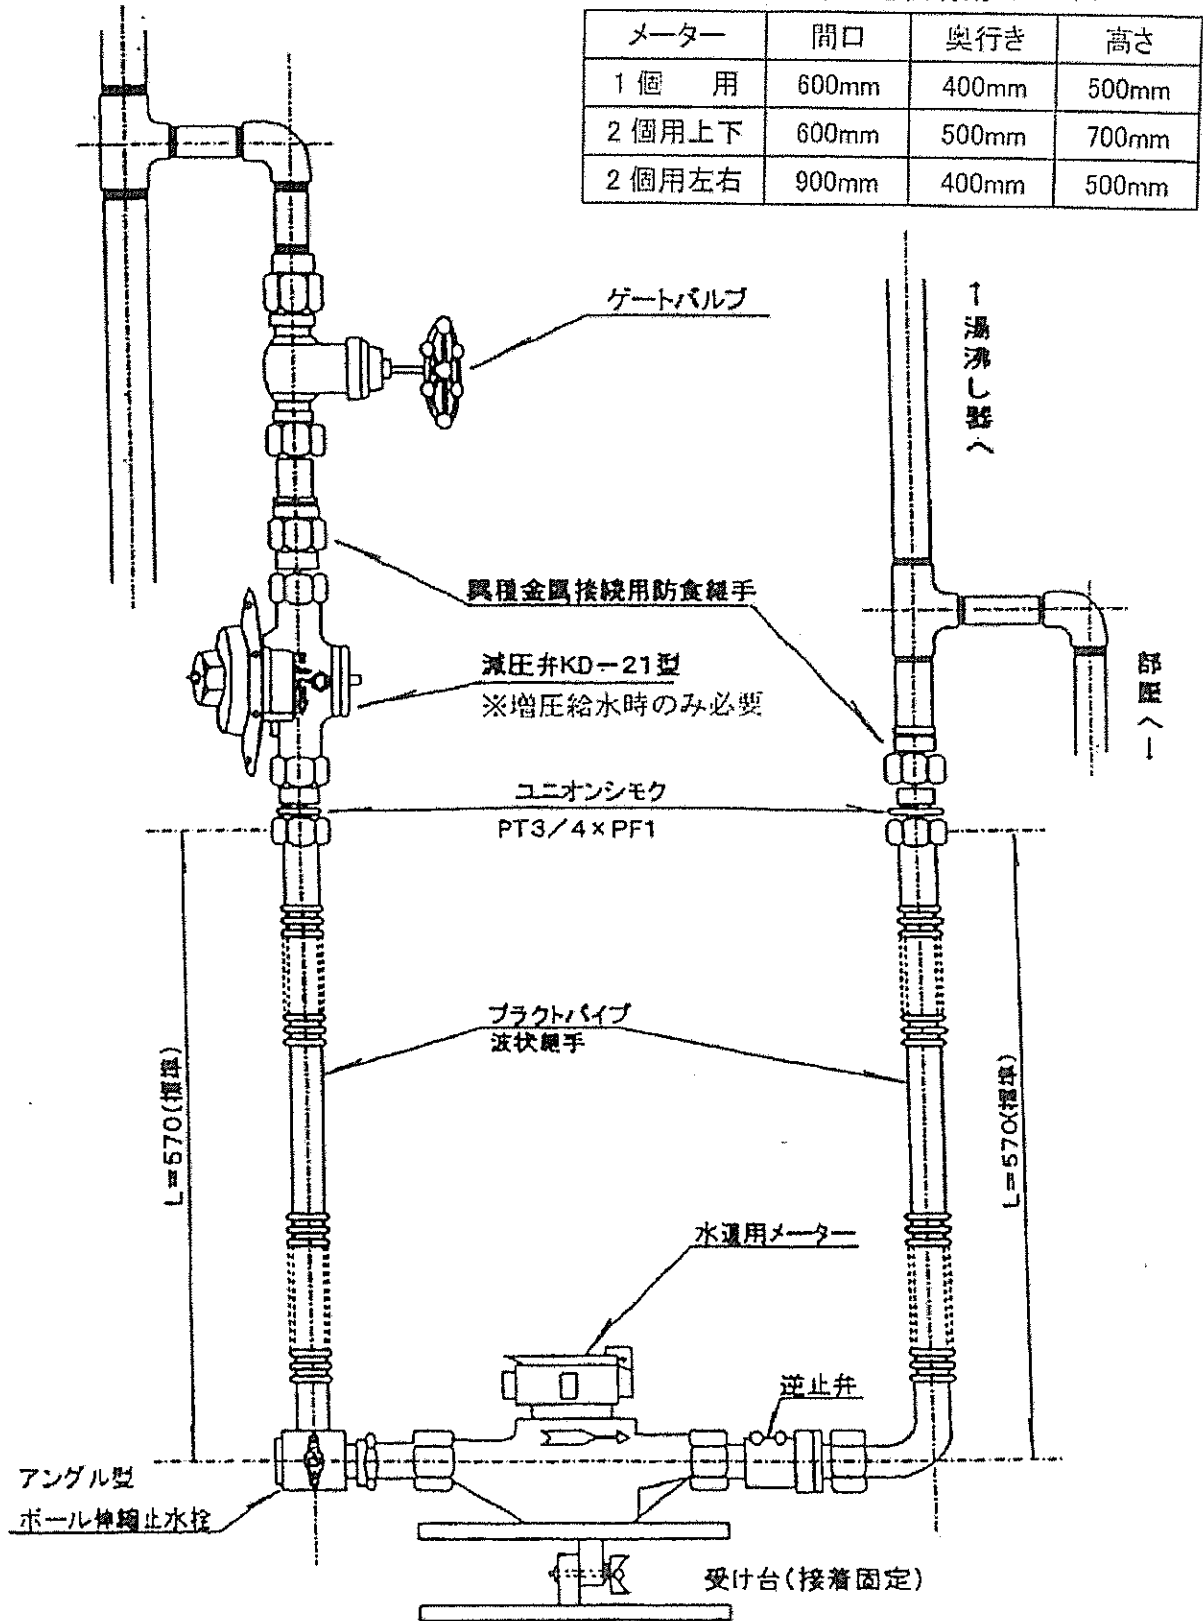 メーター 間口 奥行き 高さ
1個 用 600mm 400mm 500mm
2個用上下 600mm 500mm 700mm
2個用左右 900mm 400mm 500mm
ゲートバルブ
↑湯沸し器へ
異種金属接続用防食継手
減圧弁KD-21型
※増圧給水時のみ必要
部屋へ→
ユニオンシモク
PT3/4×PF1
プラクトパイプ
波状継手
L=570(標準)
L=570(標準)
水道用メーター
逆止弁
アングル型
ボール伸縮止水栓
受け台(接着固定)